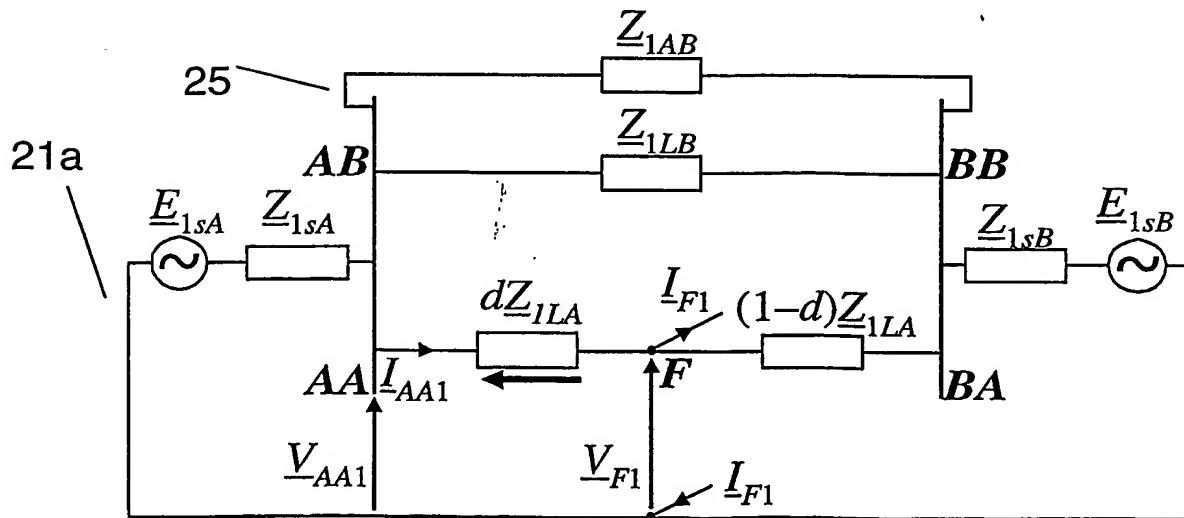 Z1AB
25
Z1LB
21a
AB
BB
E1sA
Z1sA
Z1sB
E1sB
IF1
dZ1LA
(1–d)Z1LA
AA
IAA1
F
BA
VAA1
VF1
IF1